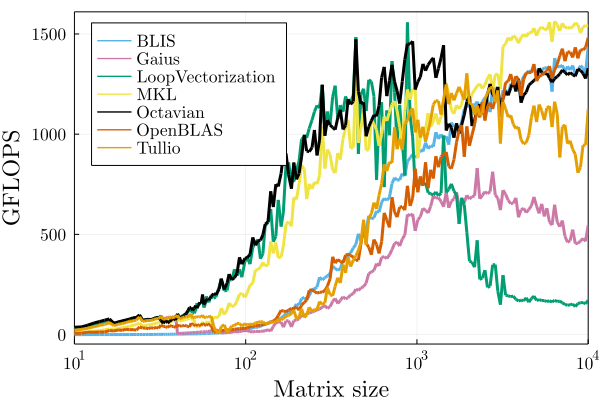 GFLOPS
1500
1000
500
0
BLIS
Gaius
LoopVectorization
MKL
Octavian
OpenBLAS
Tullio
10¹
10²
10³
10⁴
Matrix size